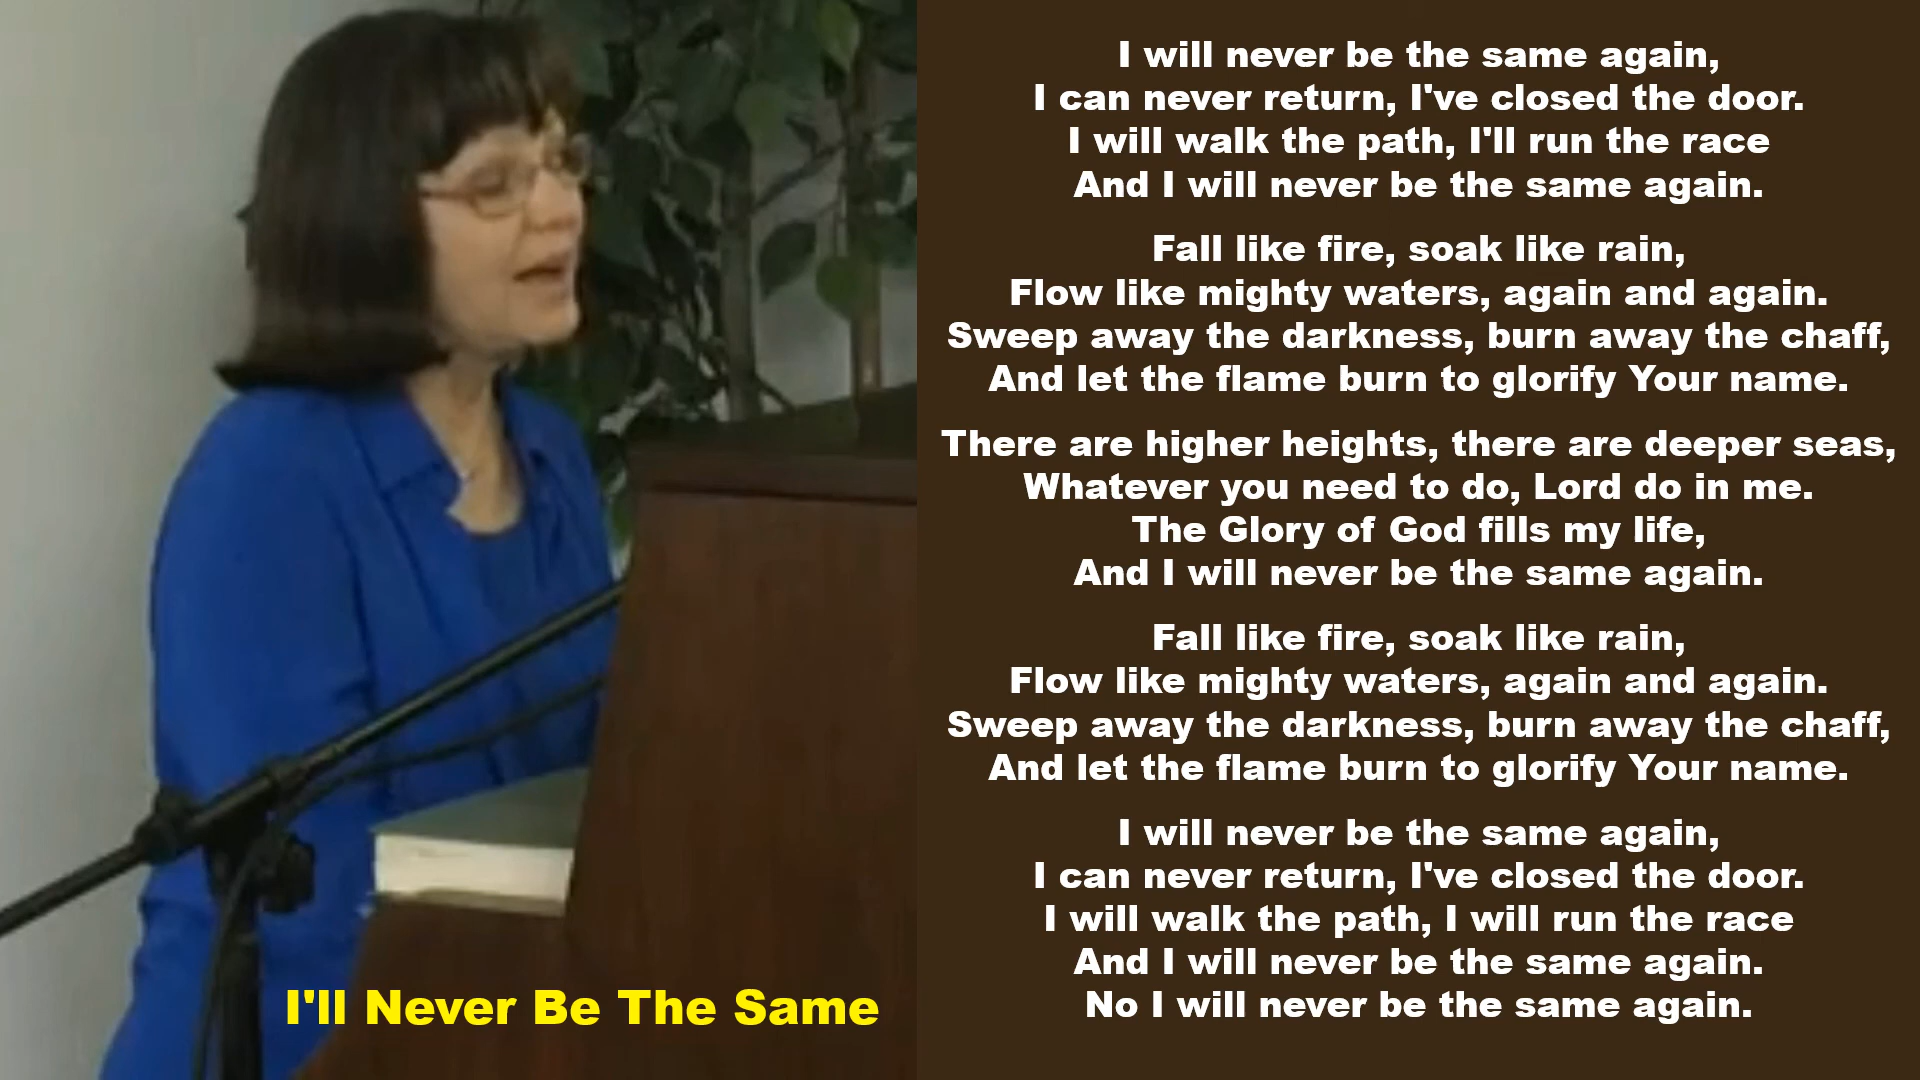 I will never be the same again,
I can never return, I've closed the door.
I will walk the path, I'll run the race
And I will never be the same again.
Fall like fire, soak like rain,
Flow like mighty waters, again and again.
Sweep away the darkness, burn away the chaff,
And let the flame burn to glorify Your name.
There are higher heights, there are deeper seas,
Whatever you need to do, Lord do in me.
The Glory of God fills my life,
And I will never be the same again.
Fall like fire, soak like rain,
Flow like mighty waters, again and again.
Sweep away the darkness, burn away the chaff,
And let the flame burn to glorify Your name.
I will never be the same again,
I can never return, I've closed the door.
I will walk the path, I will run the race
And I will never be the same again.
No I will never be the same again.
I'll Never Be The Same